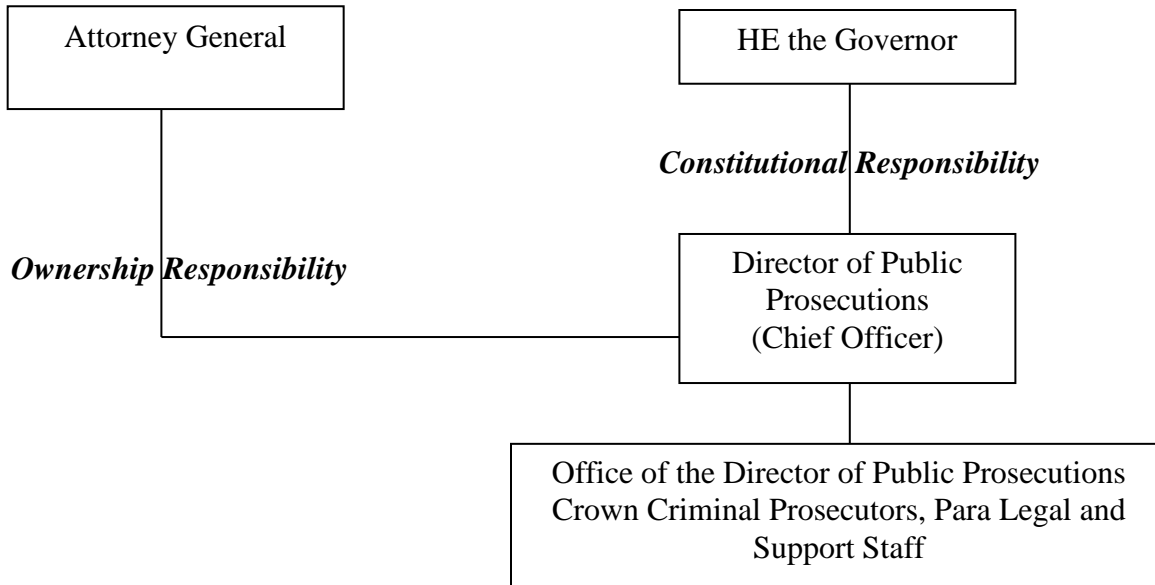 Attorney General
HE the Governor
Constitutional Responsibility
Ownership Responsibility
Director of Public
Prosecutions
(Chief Officer)
Office of the Director of Public Prosecutions
Crown Criminal Prosecutors, Para Legal and
Support Staff